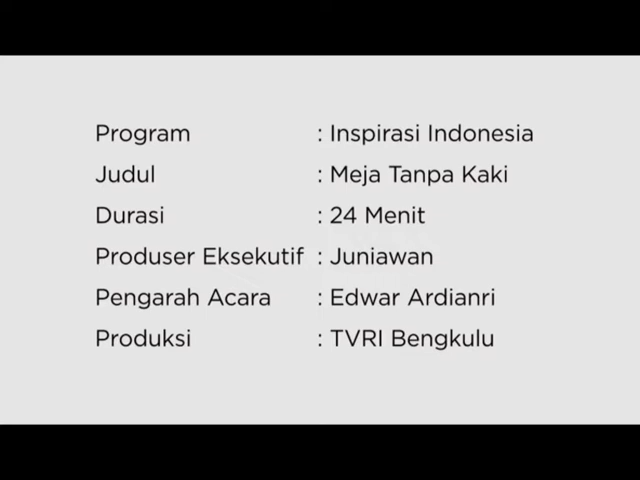 Program : Inspirasi Indonesia
Judul : Meja Tanpa Kaki
Durasi : 24 Menit
Produser Eksekutif : Juniawan
Pengarah Acara : Edwar Ardianri
Produksi : TVRI Bengkulu